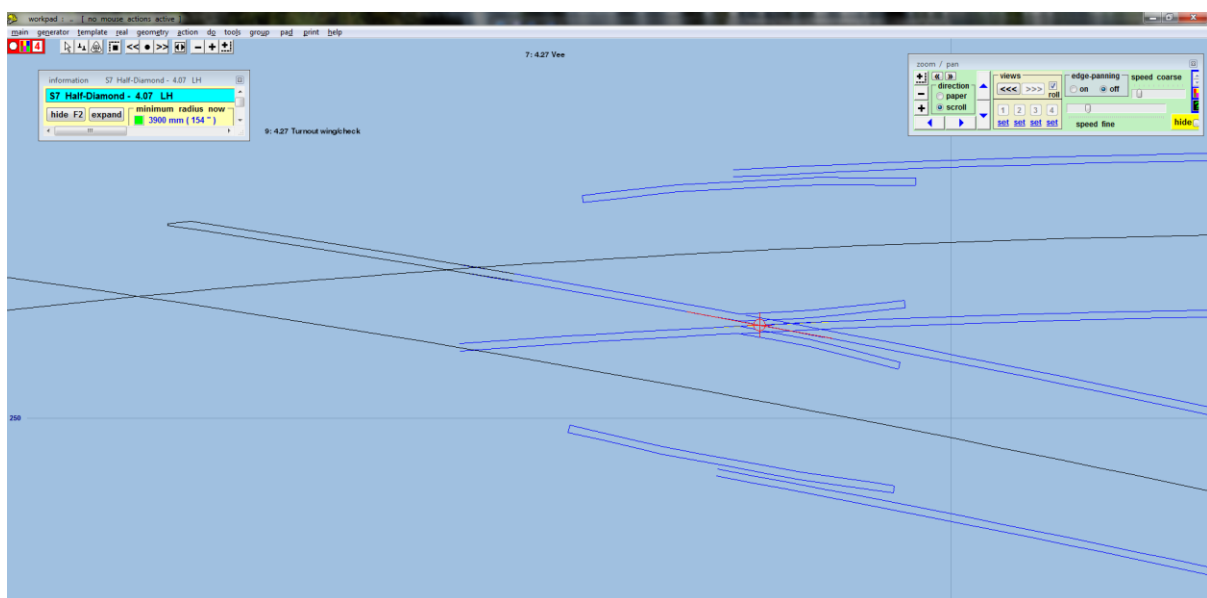 workpad : .. [ no mouse actions active ]
main generator template real geometry action do tools group pad print help
4 << >>
7: 4.27 Vee
information S7 Half-Diamond - 4.07 LH
S7 Half-Diamond - 4.07 LH
hide F2 expand minimum radius now
3900 mm ( 154 " )
9: 4.27 Turnout wing/check
zoom / pan
direction
paper
scroll
views
<<< >>> roll
1 2 3 4
set set set set
edge-panning
on off
speed coarse
speed fine
hide
250